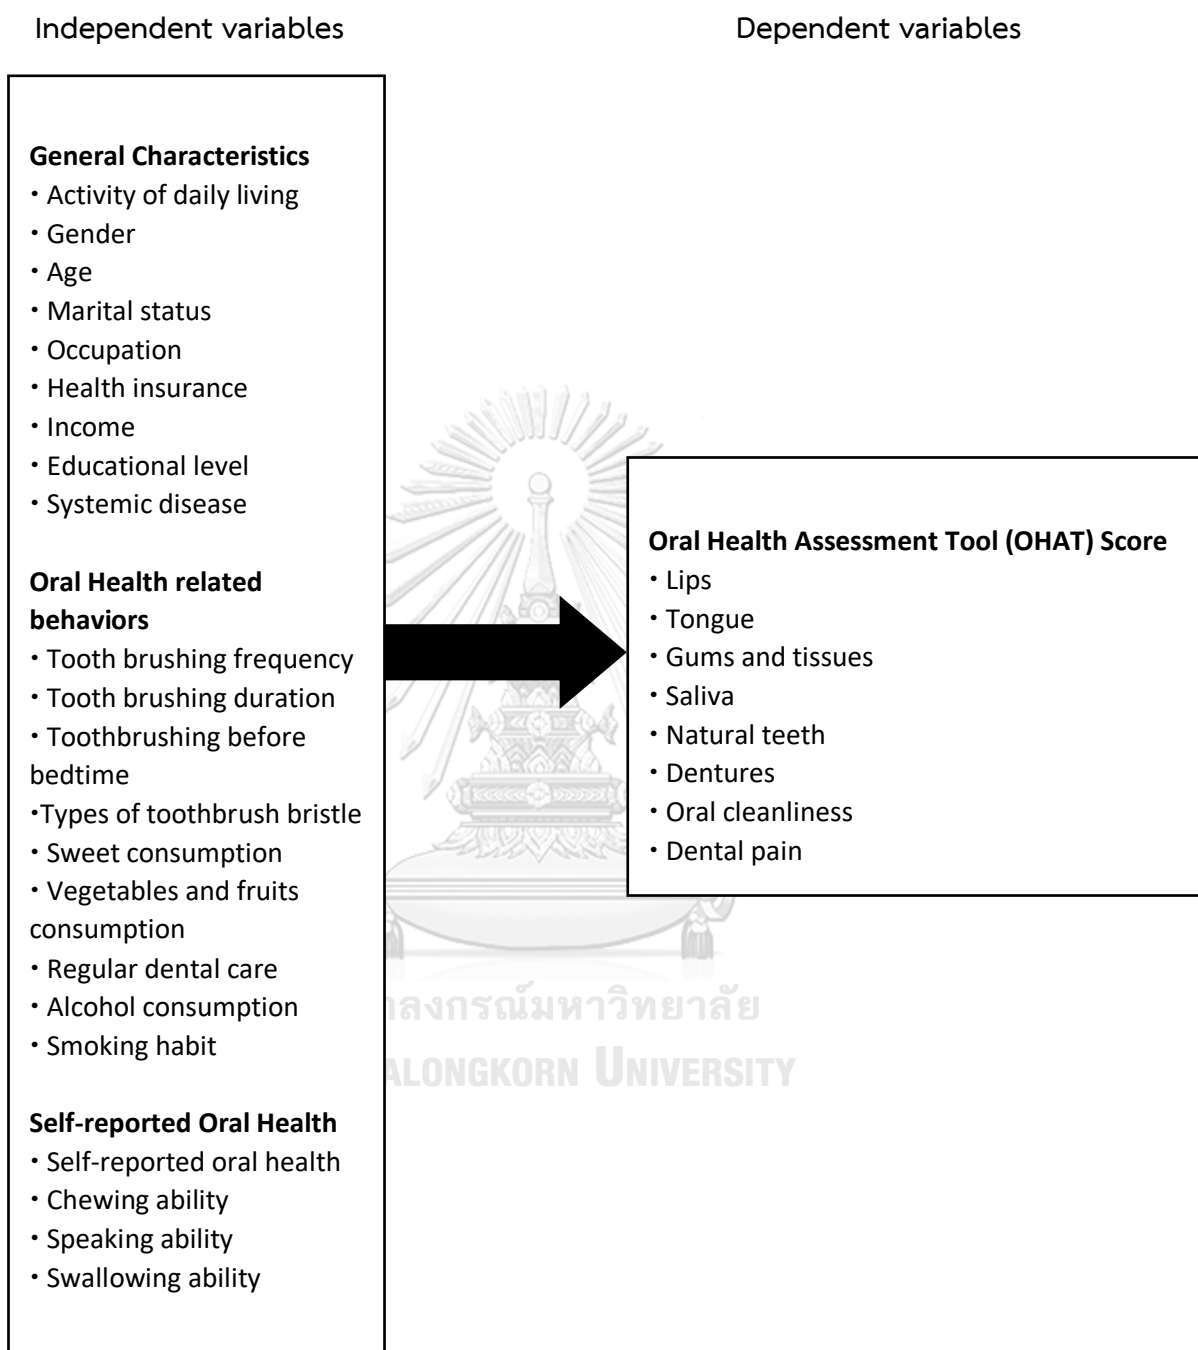 Independent variables
Dependent variables
General Characteristics
• Activity of daily living
• Gender
• Age
• Marital status
• Occupation
• Health insurance
• Income
• Educational level
• Systemic disease
Oral Health related
behaviors
• Tooth brushing frequency
• Tooth brushing duration
• Toothbrushing before
bedtime
•Types of toothbrush bristle
• Sweet consumption
• Vegetables and fruits
consumption
• Regular dental care
• Alcohol consumption
• Smoking habit
Self-reported Oral Health
• Self-reported oral health
• Chewing ability
• Speaking ability
• Swallowing ability
Oral Health Assessment Tool (OHAT) Score
• Lips
• Tongue
• Gums and tissues
• Saliva
• Natural teeth
• Dentures
• Oral cleanliness
• Dental pain
ลงกรณ์มหาวิทยาลัย
ALONGKORN UNIVERSITY